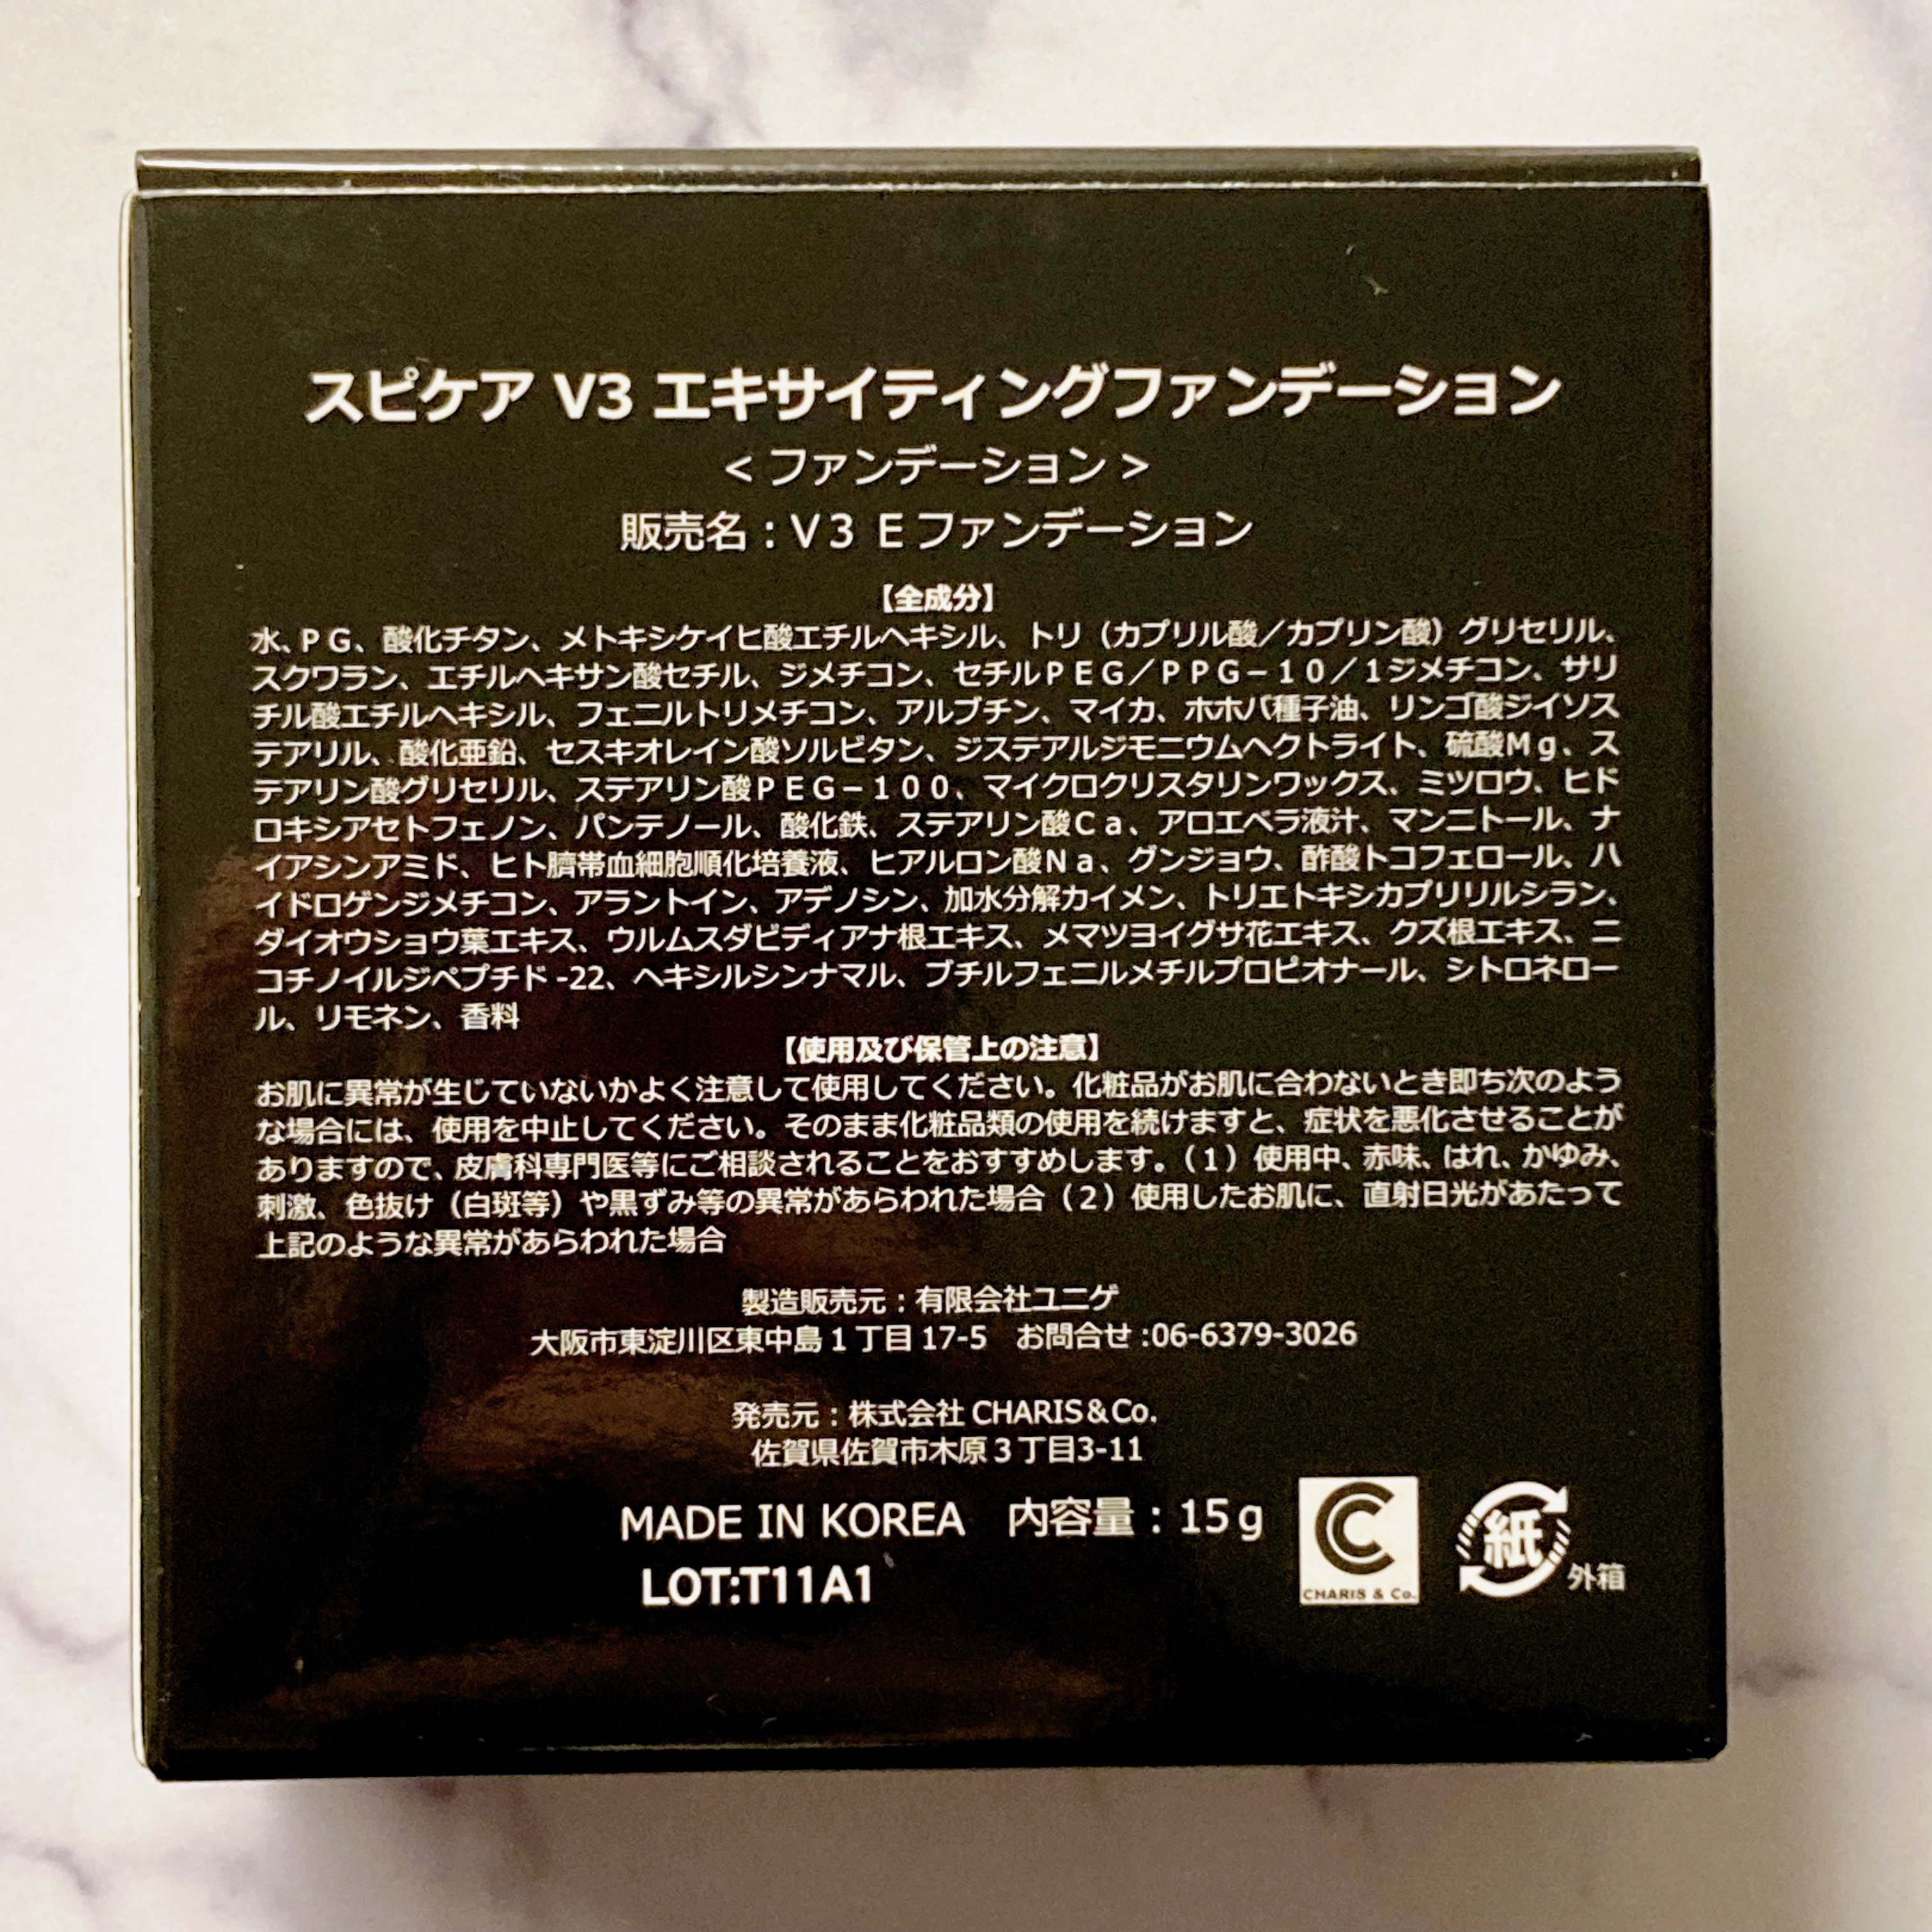 スピケア V3 エキサイティングファンデーション
<ファンデーション>
販売名：V3 Eファンデーション
【全成分】
水、PG、酸化チタン、メトキシケイヒ酸エチルヘキシル、トリ（カプリル酸／カプリン酸）グリセリル、
スクワラン、エチルヘキサン酸セチル、ジメチコン、セチルPEG／PPG－10／1ジメチコン、サリ
チル酸エチルヘキシル、フェニルトリメチコン、アルブチン、マイカ、ホホバ種子油、リンゴ酸ジイソス
テアリル、酸化亜鉛、セスキオレイン酸ソルビタン、ジステアルジモニウムヘクトライト、硫酸Mg、ス
テアリン酸グリセリル、ステアリン酸PEG－100、マイクロクリスタリンワックス、ミツロウ、ヒド
ロキシアセトフェノン、パンテノール、酸化鉄、ステアリン酸Ca、アロエベラ液汁、マンニトール、ナ
イアシンアミド、ヒト臍帯血細胞順化培養液、ヒアルロン酸Na、グンジョウ、酢酸トコフェロール、ハ
イドロゲンジメチコン、アラントイン、アデノシン、加水分解カイメン、トリエトキシカプリリルシラン、
ダイオウショウ葉エキス、ウルムスダビディアナ根エキス、メマツヨイグサ花エキス、クズ根エキス、ニ
コチノイルジペプチド-22、ヘキシルシンナマル、ブチルフェニルメチルプロピオナール、シトロネロー
ル、リモネン、香料
【使用及び保管上の注意】
お肌に異常が生じていないかよく注意して使用してください。化粧品がお肌に合わないとき即ち次のよう
な場合には、使用を中止してください。そのまま化粧品類の使用を続けますと、症状を悪化させることが
ありますので、皮膚科専門医等にご相談されることをおすすめします。（1）使用中、赤味、はれ、かゆみ、
刺激、色抜け（白斑等）や黒ずみ等の異常があらわれた場合（2）使用したお肌に、直射日光があたって
上記のような異常があらわれた場合
製造販売元：有限会社ユニゲ
大阪市東淀川区東中島1丁目17-5 お問合せ:06-6379-3026
発売元：株式会社 CHARIS&Co.
佐賀県佐賀市木原3丁目3-11
MADE IN KOREA 内容量：15g
LOT:T11A1
CHARIS & Co.
紙
外箱